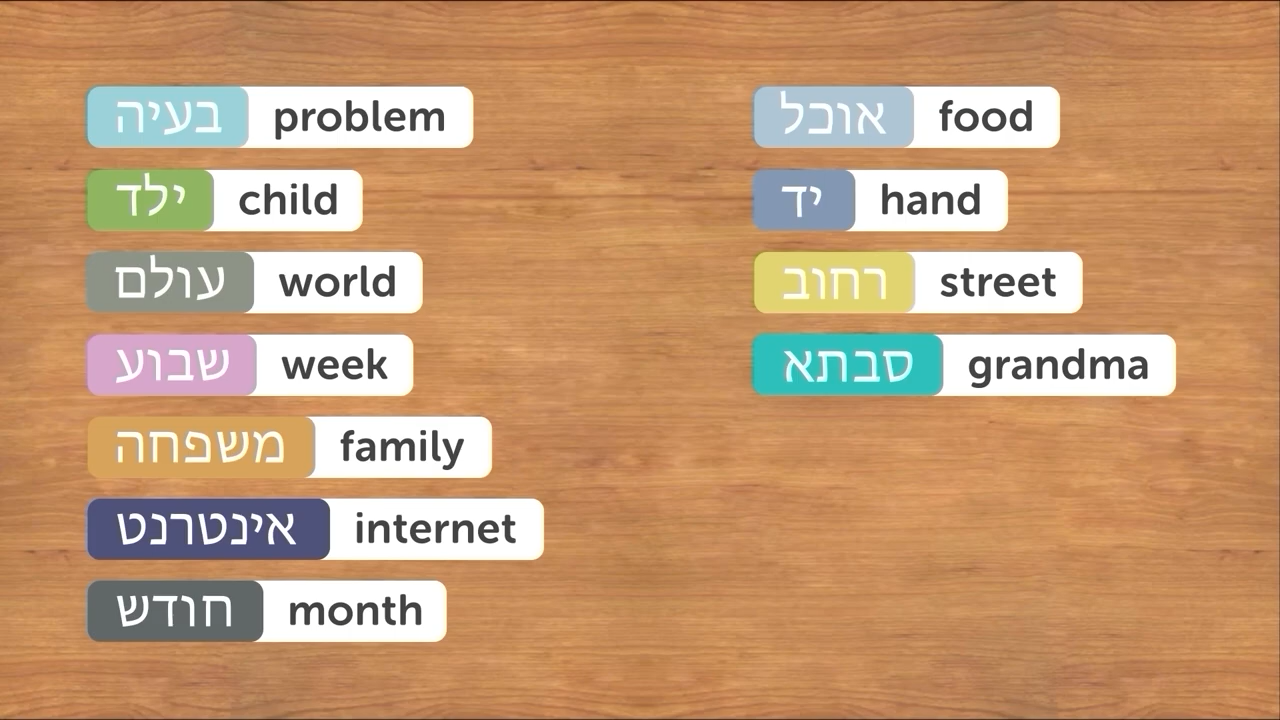 בעיה problem
ילד child
עולם world
שבוע week
משפחה family
אינטרנט internet
חודש month
אוכל food
יד hand
רחוב street
סבתא grandma